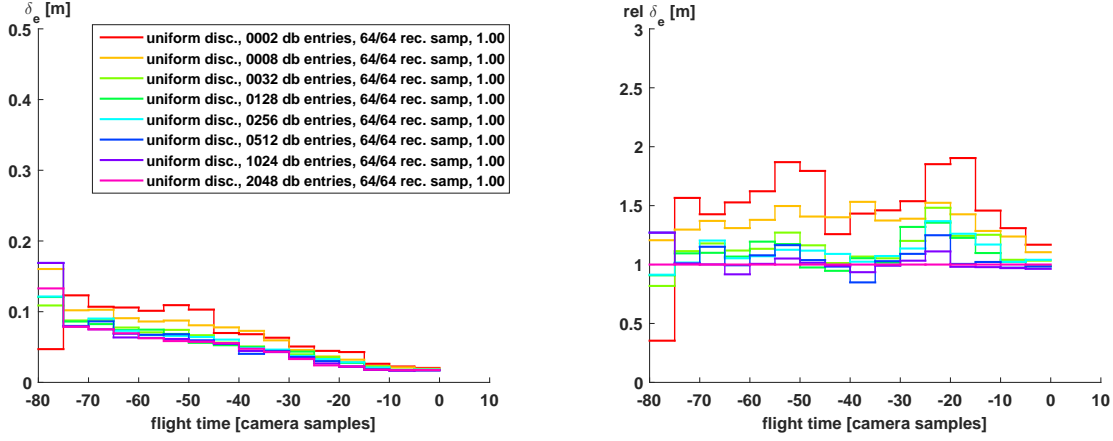 δe [m]
0.5
0.4
0.3
0.2
0.1
0
-80 -70 -60 -50 -40 -30 -20 -10 0 10
flight time [camera samples]
uniform disc., 0002 db entries, 64/64 rec. samp, 1.00
uniform disc., 0008 db entries, 64/64 rec. samp, 1.00
uniform disc., 0032 db entries, 64/64 rec. samp, 1.00
uniform disc., 0128 db entries, 64/64 rec. samp, 1.00
uniform disc., 0256 db entries, 64/64 rec. samp, 1.00
uniform disc., 0512 db entries, 64/64 rec. samp, 1.00
uniform disc., 1024 db entries, 64/64 rec. samp, 1.00
uniform disc., 2048 db entries, 64/64 rec. samp, 1.00
rel δe [m]
3
2.5
2
1.5
1
0.5
0
-80 -70 -60 -50 -40 -30 -20 -10 0 10
flight time [camera samples]